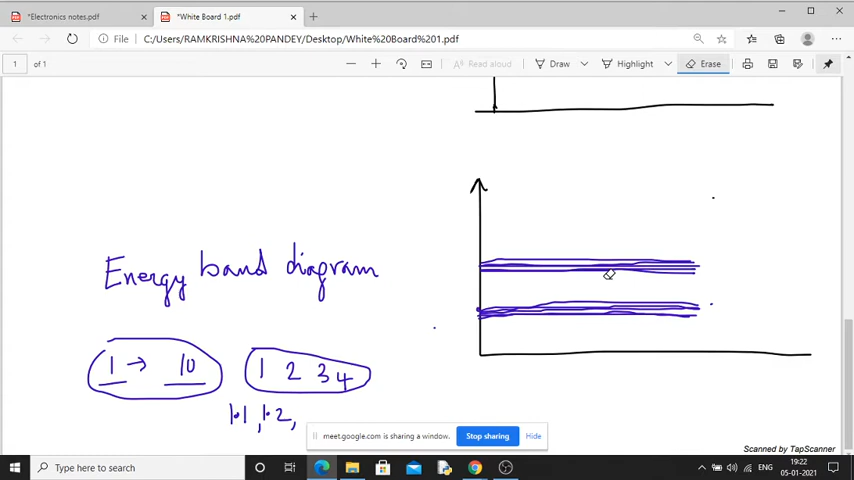 *Electronics notes.pdf
*White Board 1.pdf
File C:/Users/RAMKRISHNA%20PANDEY/Desktop/White%20Board%201.pdf
1 of 1
Read aloud Draw Highlight Erase
Energy band diagram
1 → 10 1 2 3 4
1.1, 1.2,
meet.google.com is sharing a window. Stop sharing Hide
Scanned by TapScanner
Type here to search
ENG
19:22
05-01-2021